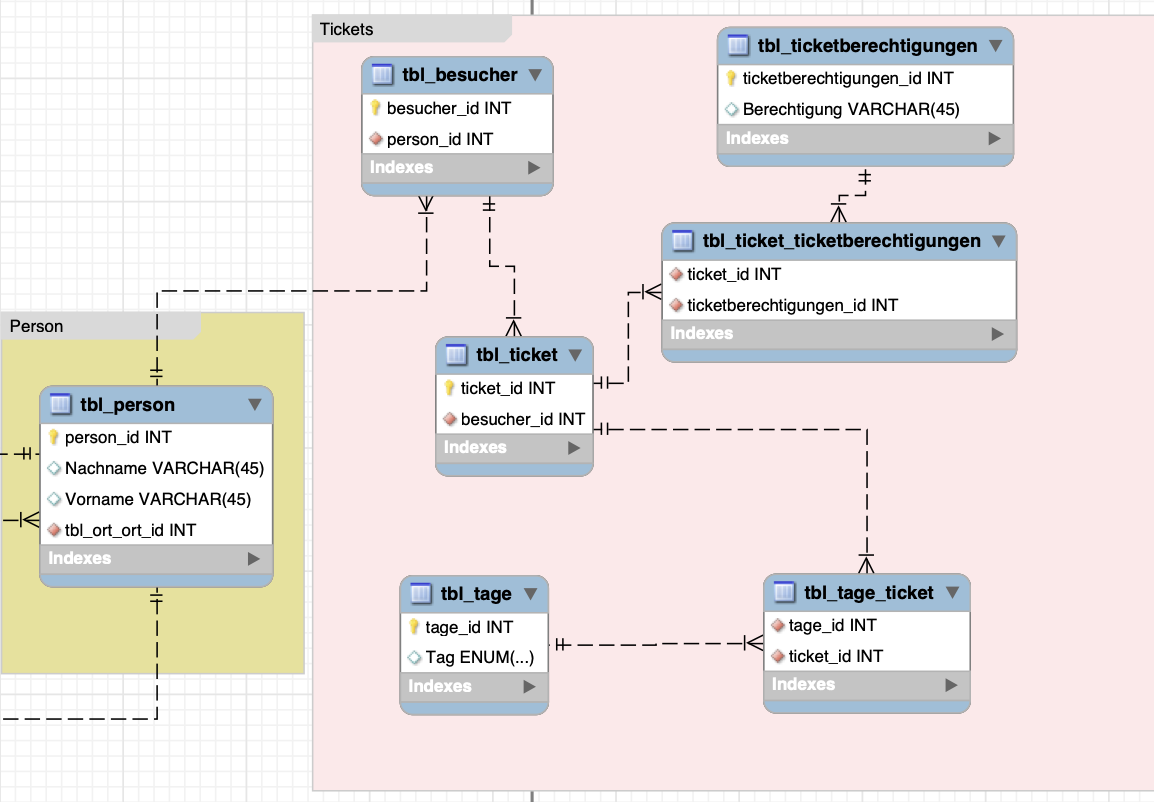 Tickets
tbl_besucher
besucher_id INT
person_id INT
Indexes
tbl_ticketberechtigungen
ticketberechtigungen_id INT
Berechtigung VARCHAR(45)
Indexes
tbl_ticket_ticketberechtigungen
ticket_id INT
ticketberechtigungen_id INT
Indexes
Person
tbl_person
person_id INT
Nachname VARCHAR(45)
Vorname VARCHAR(45)
tbl_ort_ort_id INT
Indexes
tbl_ticket
ticket_id INT
besucher_id INT
Indexes
tbl_tage
tage_id INT
Tag ENUM(...)
Indexes
tbl_tage_ticket
tage_id INT
ticket_id INT
Indexes